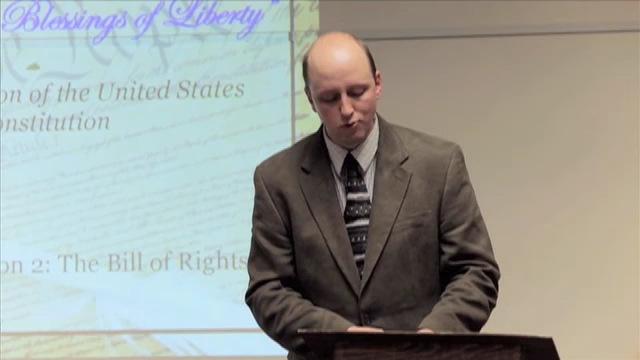 Blessings of Liberty"
on of the United States
onstitution
on 2: The Bill of Rights